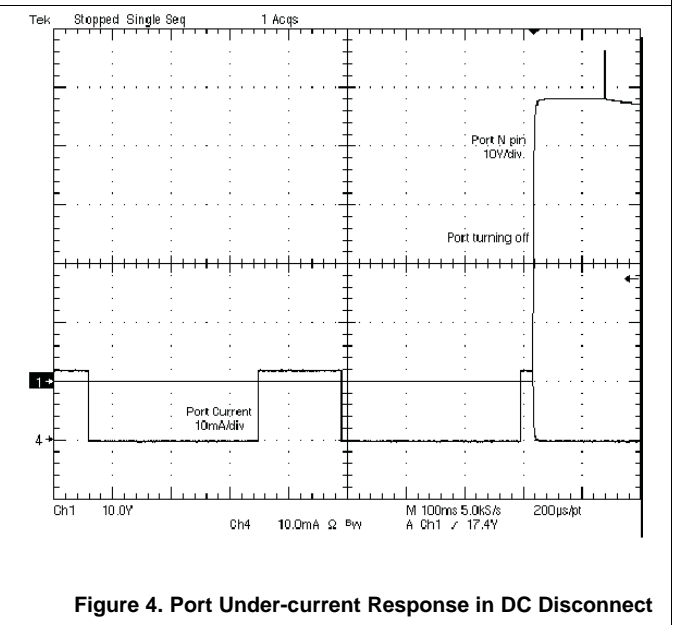 Tek Stopped Single Seq 1 Acqs
Port N pin
10V/div.
Port turning off
1
Port Current
10mA/div
4
Ch1 10.0V M 100ms 5.0kS/s 200µs/pt
Ch4 10.0mA Ω BW A Ch1 / 17.4V
Figure 4. Port Under-current Response in DC Disconnect